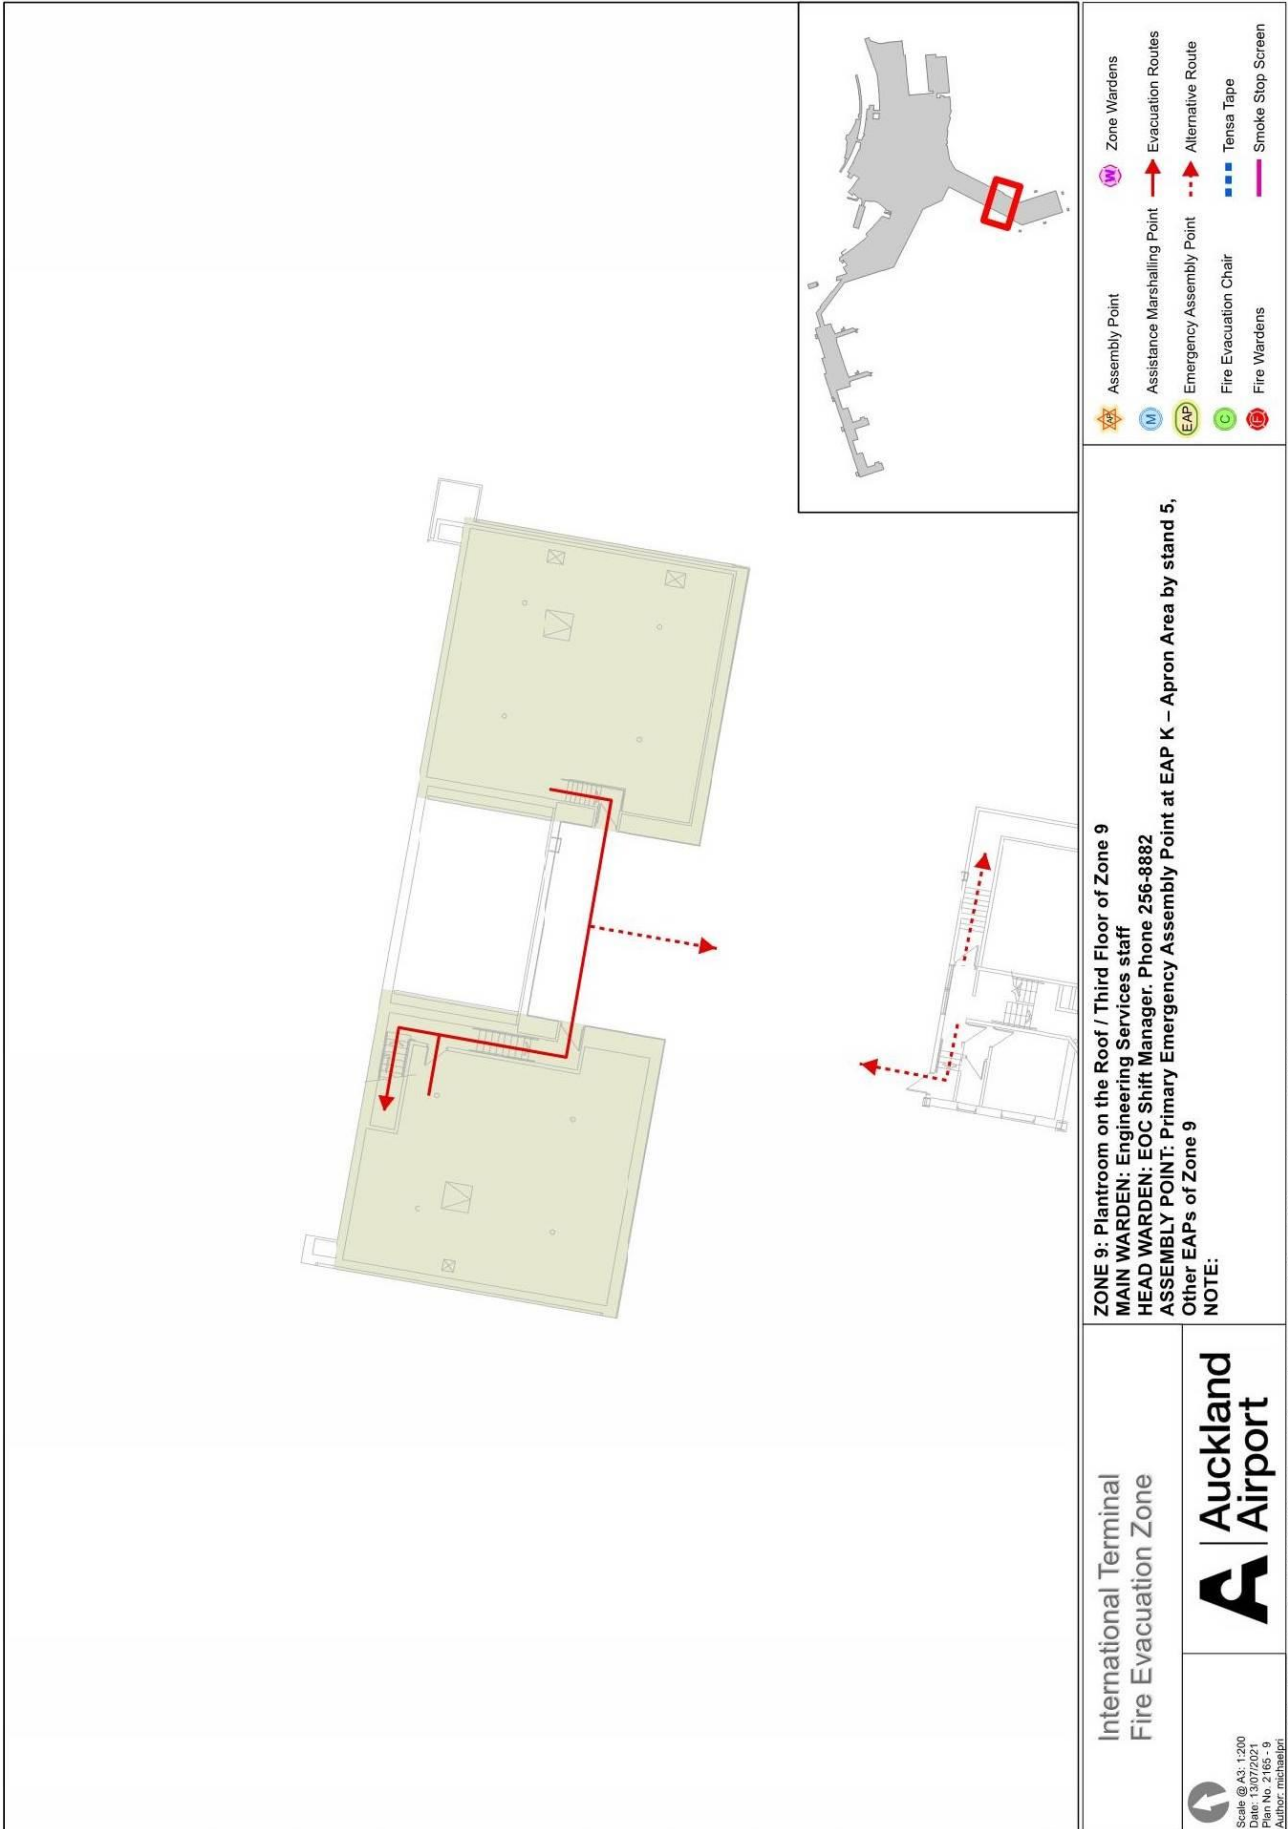 International Terminal
Fire Evacuation Zone
Scale @ A3: 1:200
Date: 13/07/2021
Plan No. 2165 - 9
Author: michaelpri
A Auckland
Airport
ZONE 9: Plantroom on the Roof / Third Floor of Zone 9
MAIN WARDEN: Engineering Services staff
HEAD WARDEN: EOC Shift Manager. Phone 256-8882
ASSEMBLY POINT: Primary Emergency Assembly Point at EAP K – Apron Area by stand 5,
Other EAPs of Zone 9
NOTE:
AP Assembly Point
M Assistance Marshalling Point
EAP Emergency Assembly Point
C Fire Evacuation Chair
F Fire Wardens
W Zone Wardens
Evacuation Routes
Alternative Route
Tensa Tape
Smoke Stop Screen